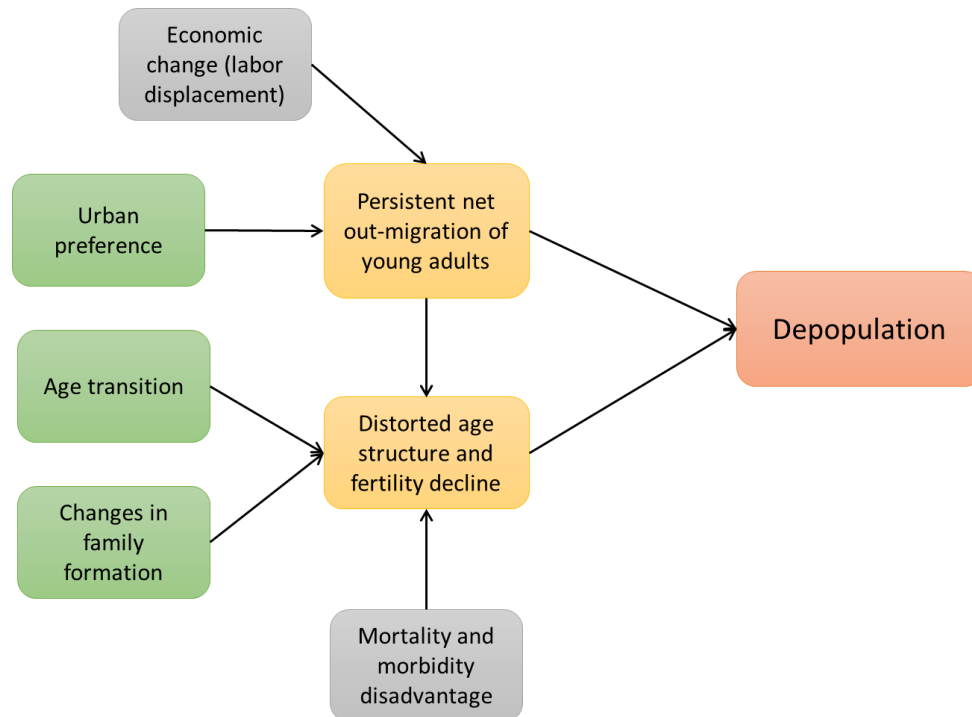 Economic
change (labor
displacement)
Urban
preference
Persistent net
out-migration of
young adults
Depopulation
Age transition
Distorted age
structure and
fertility decline
Changes in
family
formation
Mortality and
morbidity
disadvantage